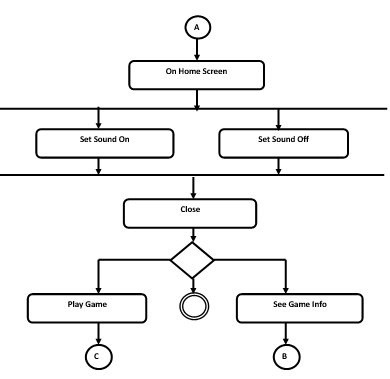 A
On Home Screen
Set Sound On
Set Sound Off
Close
Play Game
See Game Info
C
B